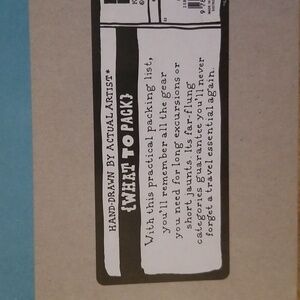 HAND-DRAWN BY ACTUAL ARTIST*
{WHAT TO PACK}
With this practical packing list,
you'll remember all the gear
you need for long excursions or
short jaunts. Its far-flung
categories guarantee you'll never
forget a travel essential again.